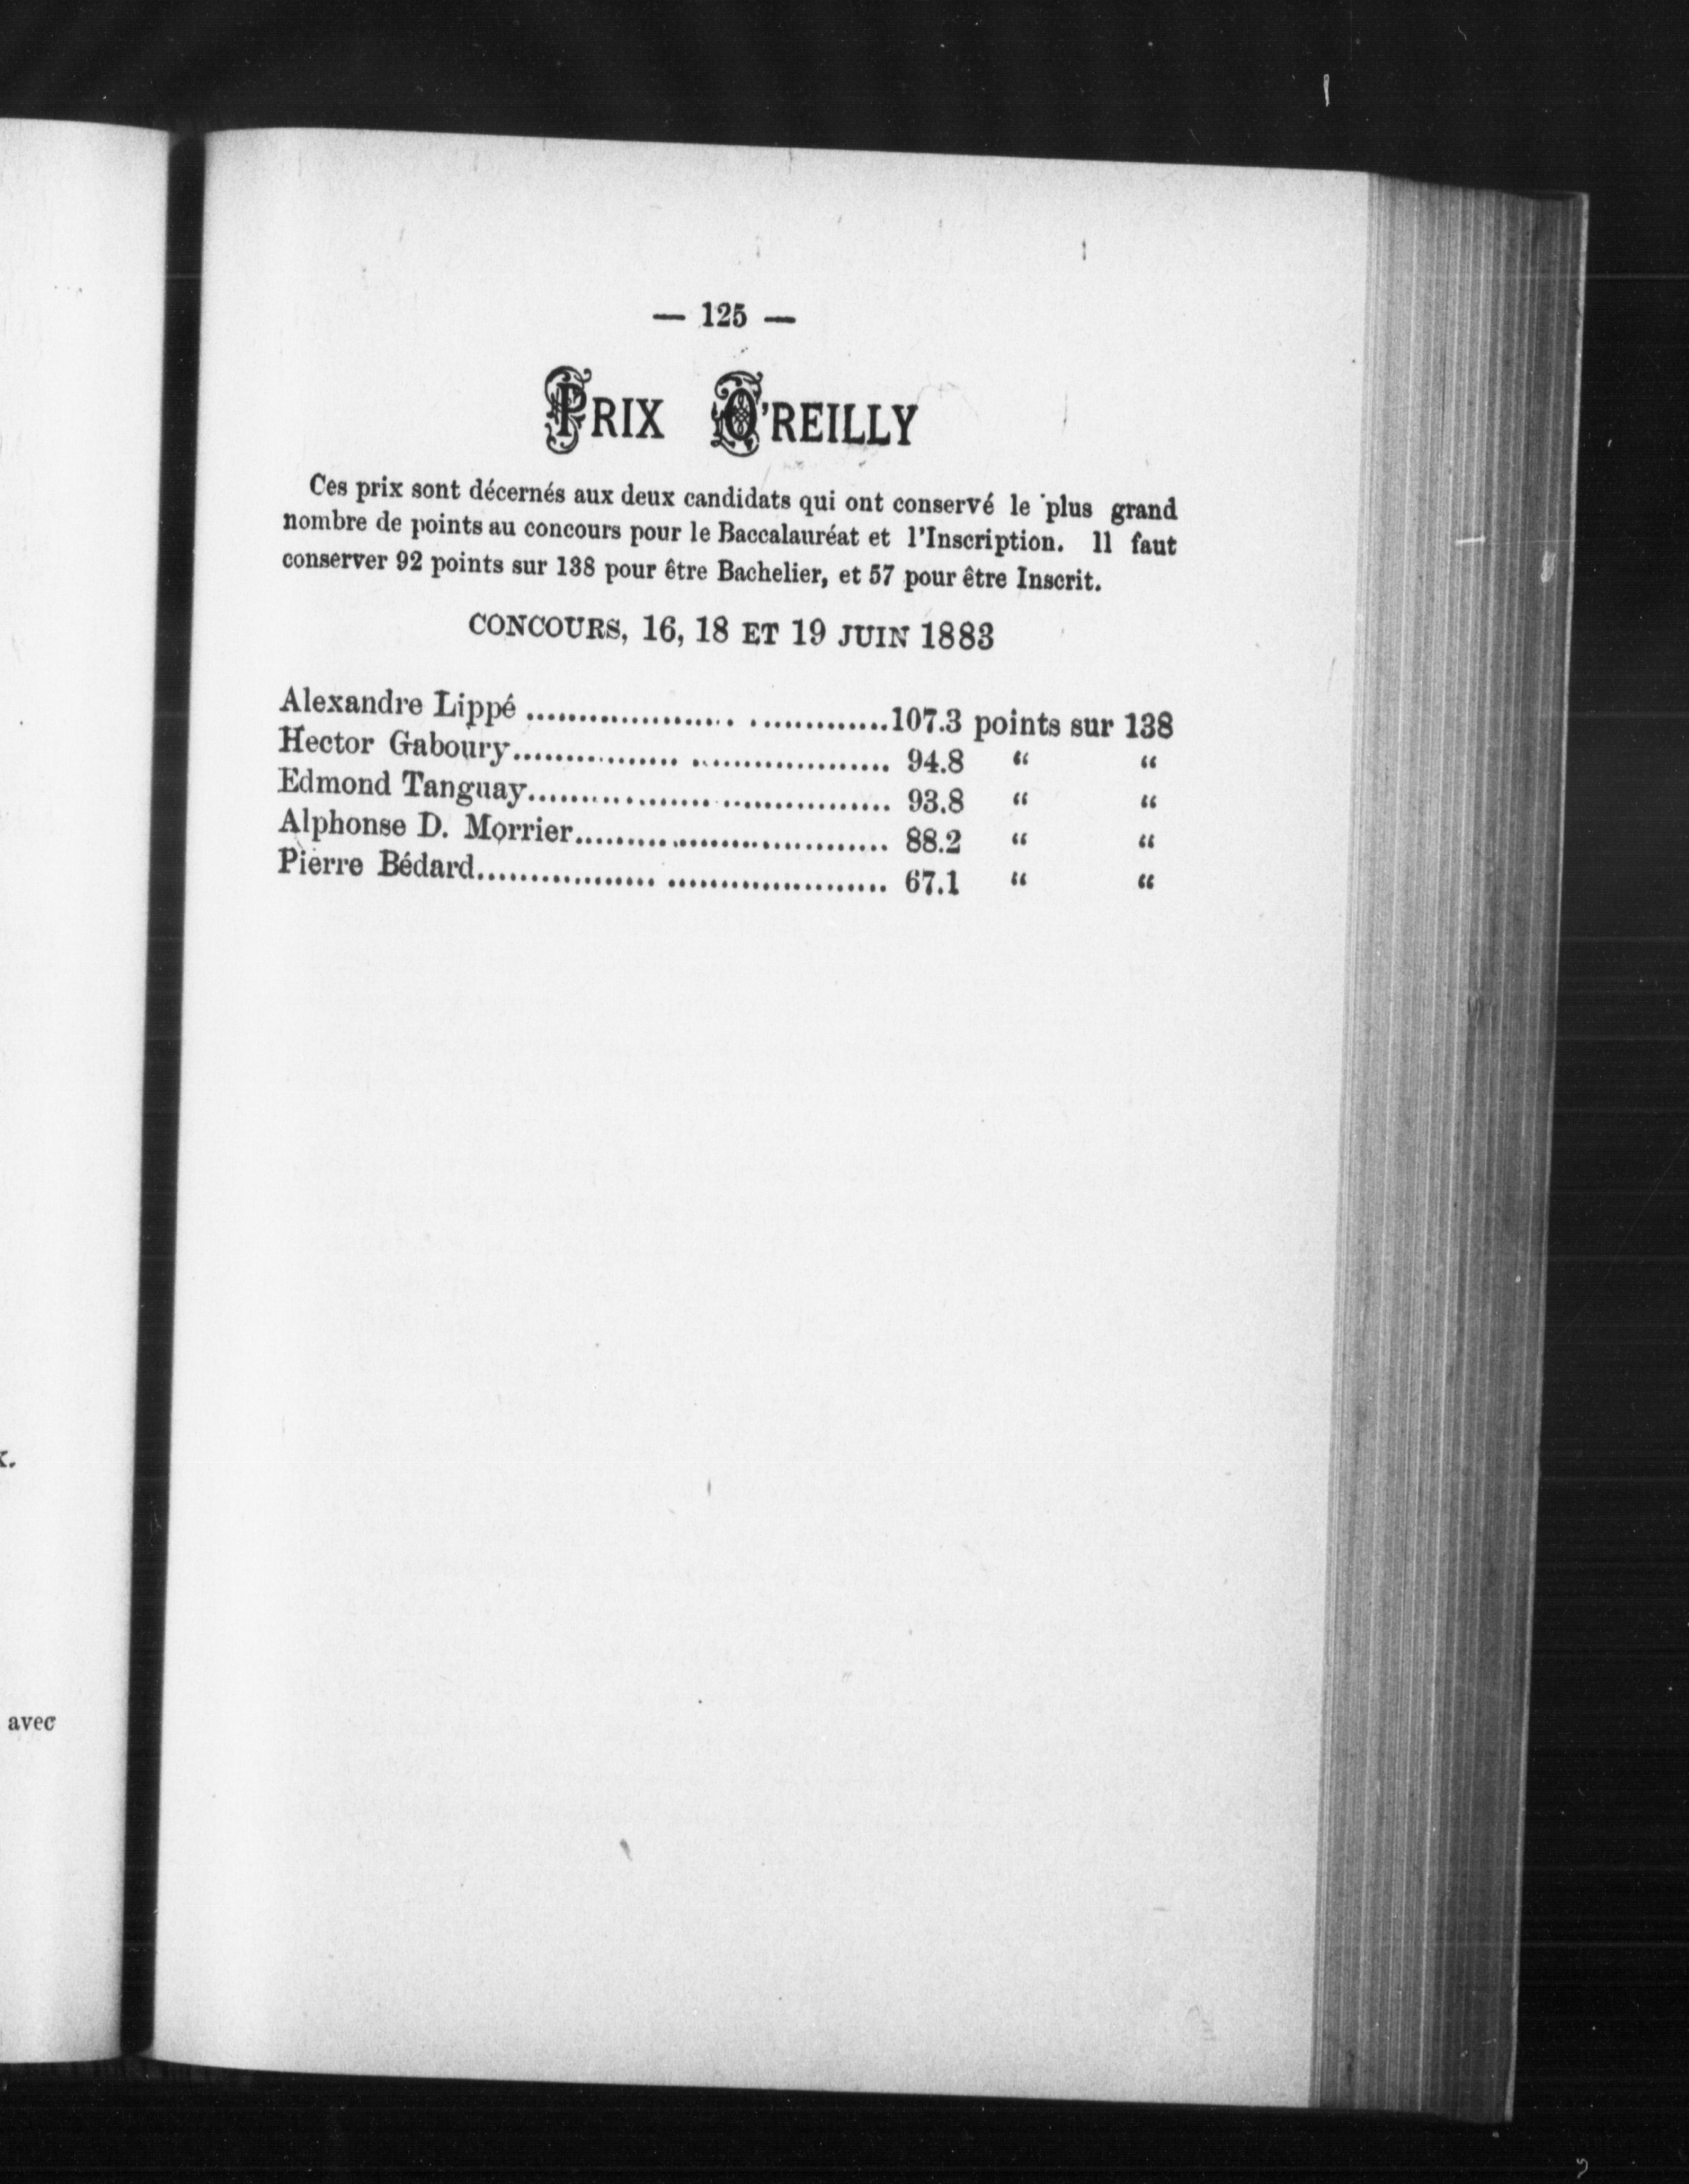 — 125 —
PRIX O'REILLY
Ces prix sont décernés aux deux candidats qui ont conservé le plus grand
nombre de points au concours pour le Baccalauréat et l'Inscription. Il faut
conserver 92 points sur 138 pour être Bachelier, et 57 pour être Inscrit.
CONCOURS, 16, 18 ET 19 JUIN 1883
Alexandre Lippé ................................107.3 points sur 138
Hector Gaboury.................................. 94.8 “ “
Edmond Tanguay.................................. 93.8 “ “
Alphonse D. Morrier.............................. 88.2 “ “
Pierre Bédard...................................... 67.1 “ “
avec